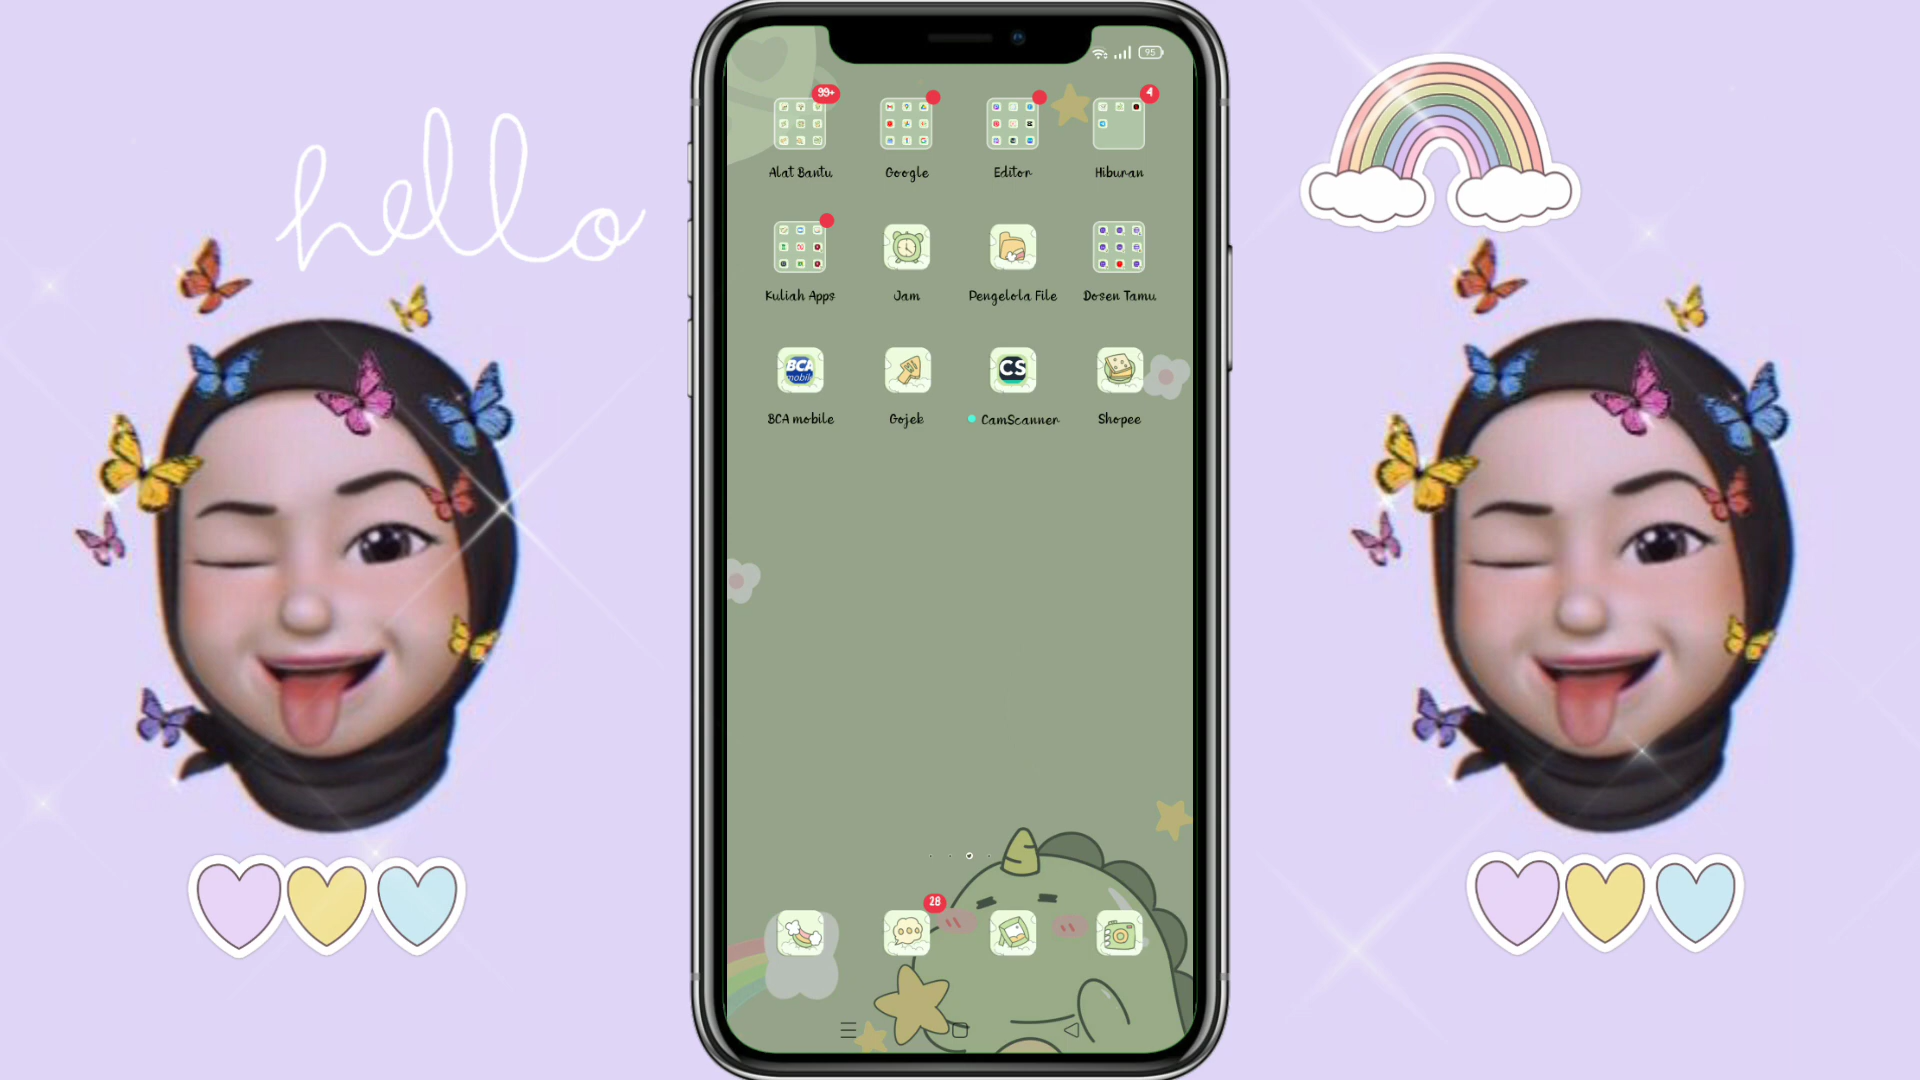 hello
95
99+
4
Alat Bantu
Google
Editor
Hiburan
Kuliah Apps
Jam
Pengelola File
Dosen Tamu
BCA
mobile
CS
BCA mobile
Gojek
CamScanner
Shopee
28